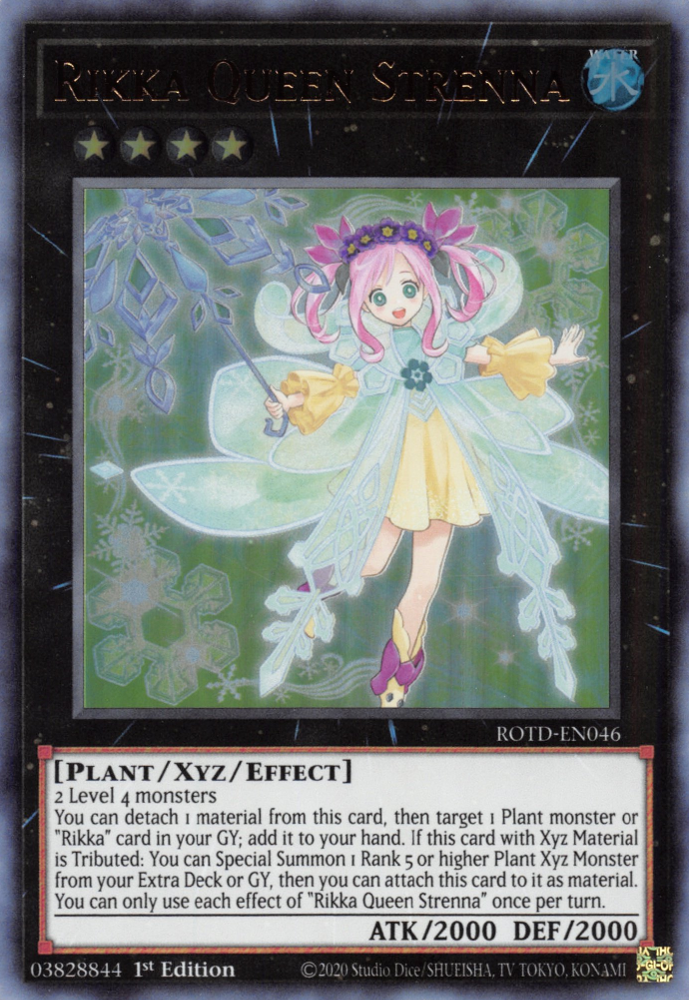 RIKKA QUEEN STRENNA
WATER
水
ROTD-EN046
[PLANT/XYZ/EFFECT]
2 Level 4 monsters
You can detach 1 material from this card, then target 1 Plant monster or
"Rikka" card in your GY; add it to your hand. If this card with Xyz Material
is Tributed: You can Special Summon 1 Rank 5 or higher Plant Xyz Monster
from your Extra Deck or GY, then you can attach this card to it as material.
You can only use each effect of "Rikka Queen Strenna" once per turn.
ATK/2000 DEF/2000
03828844 1st Edition
©2020 Studio Dice/SHUEISHA, TV TOKYO, KONAMI